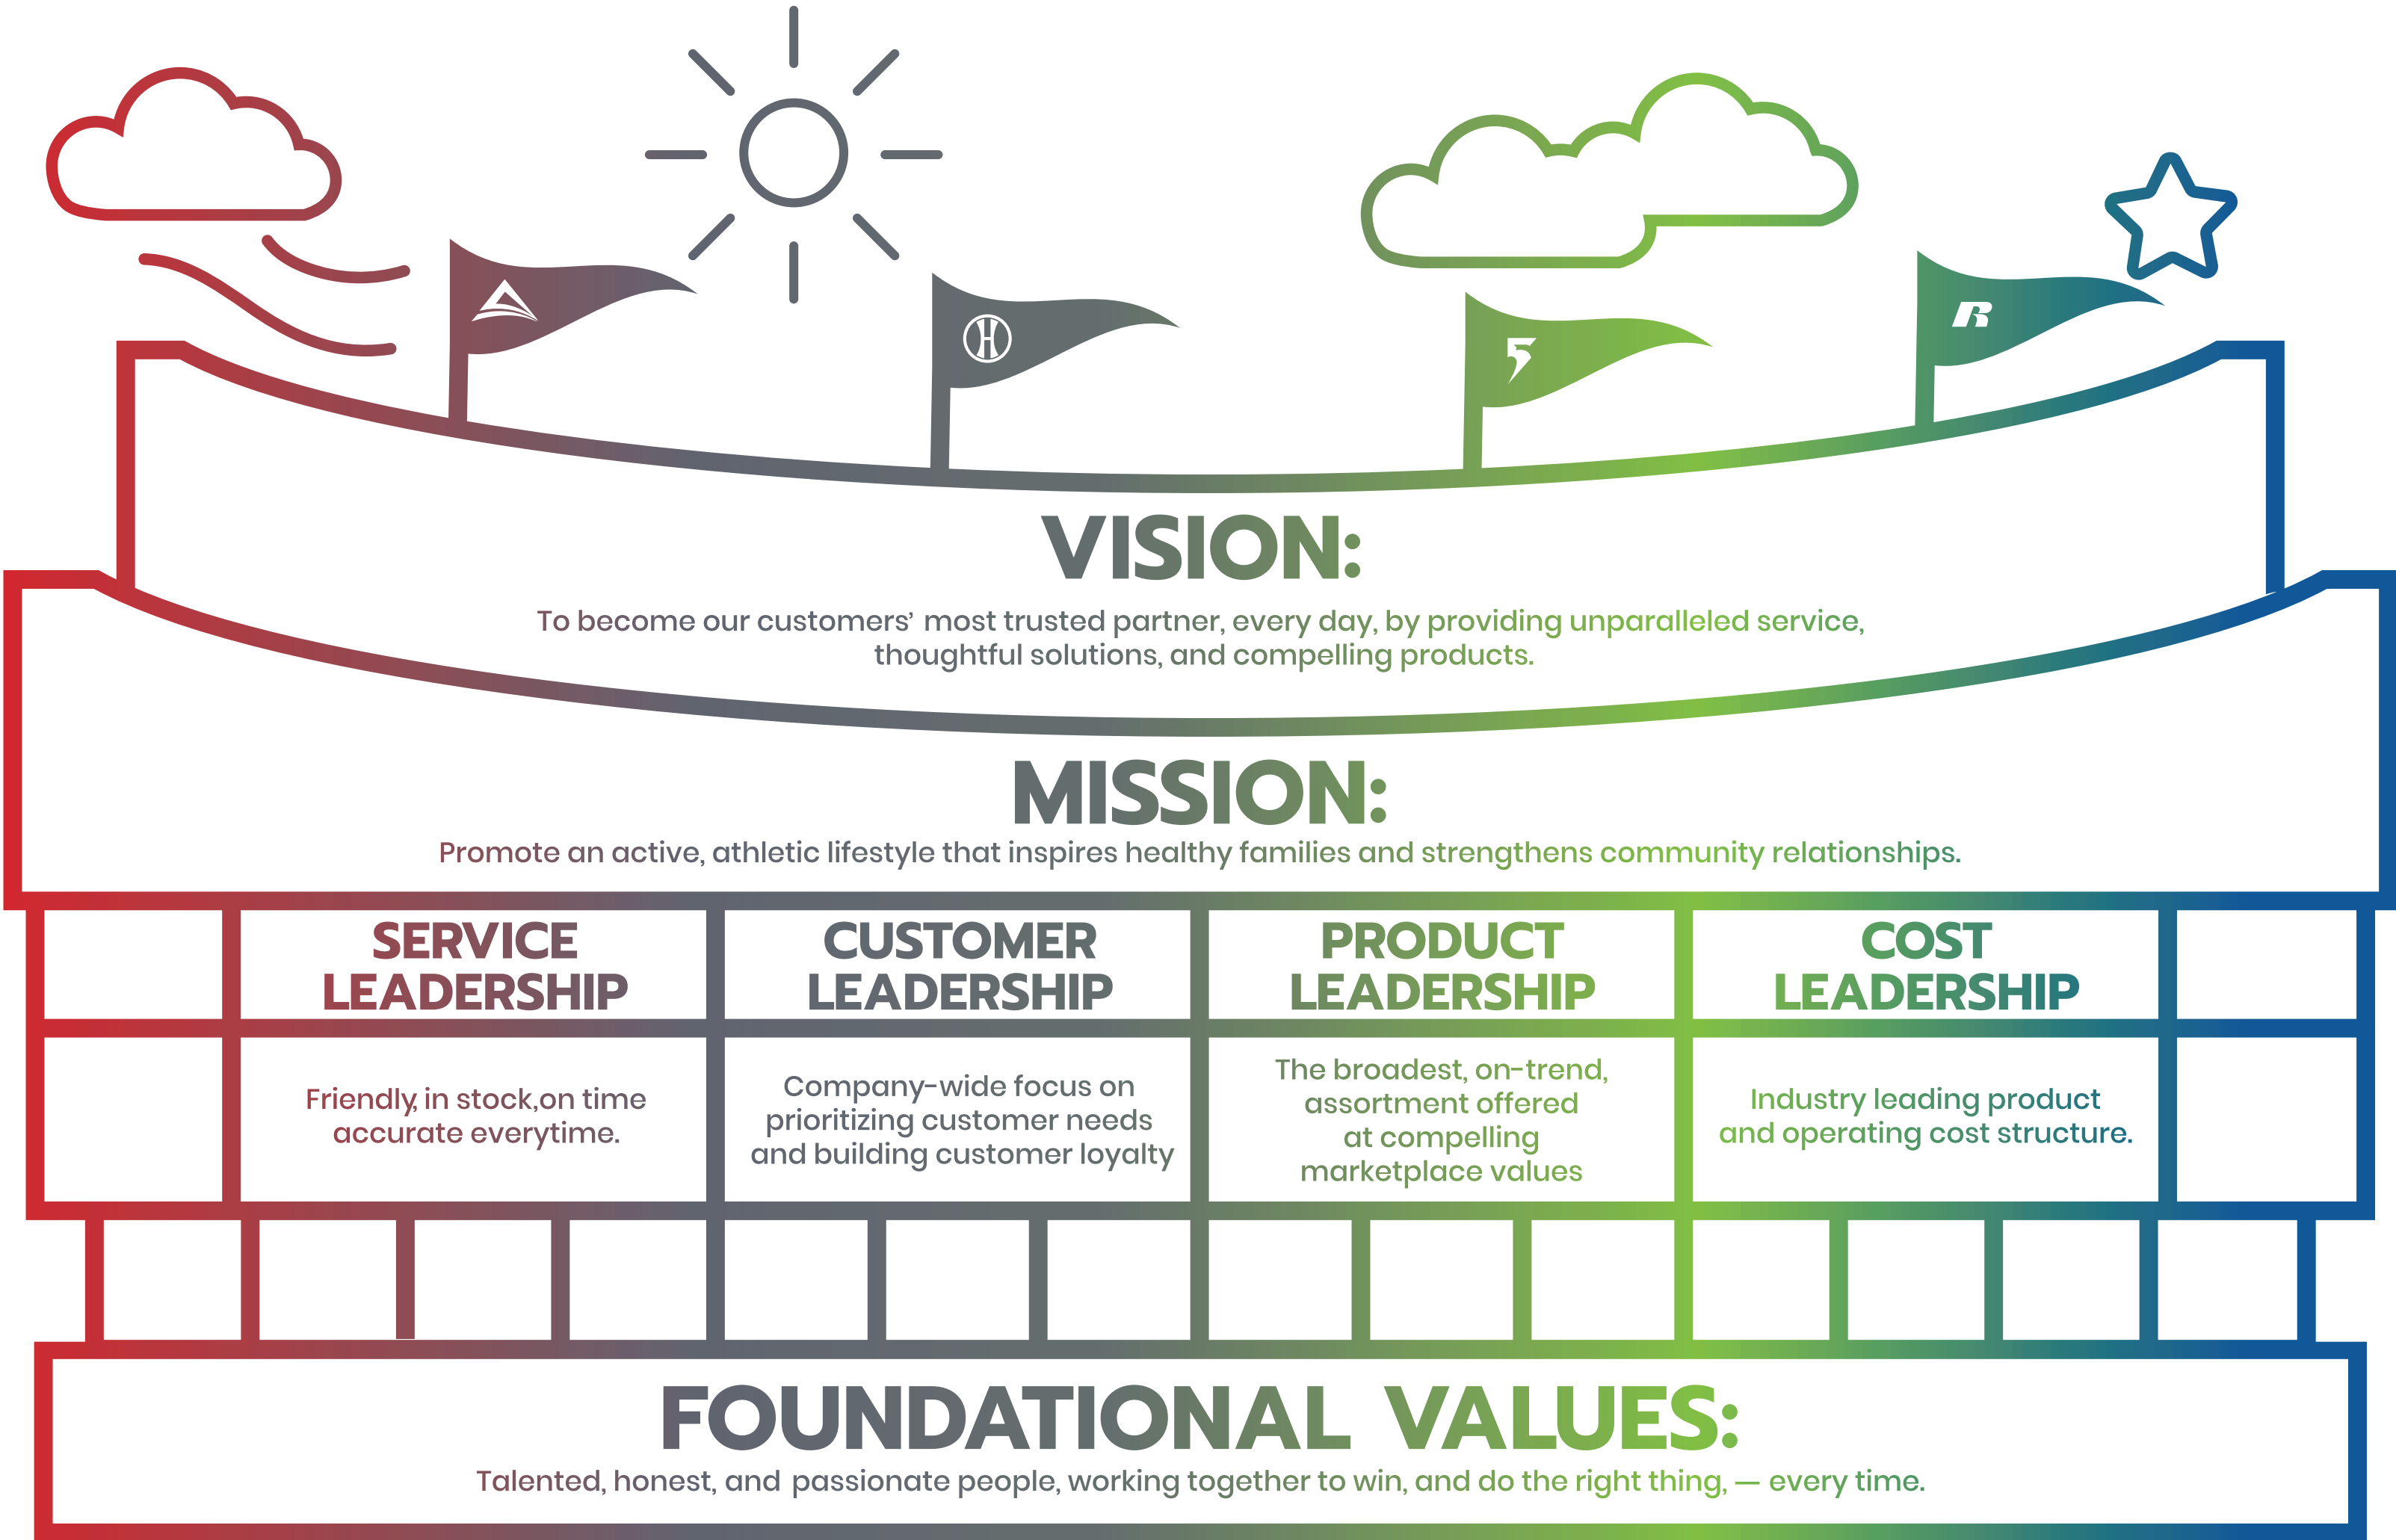 H
5
R
VISION:
To become our customers’ most trusted partner, every day, by providing unparalleled service,
thoughtful solutions, and compelling products.
MISSION:
Promote an active, athletic lifestyle that inspires healthy families and strengthens community relationships.
SERVICE
LEADERSHIP
CUSTOMER
LEADERSHIP
PRODUCT
LEADERSHIP
COST
LEADERSHIP
Friendly, in stock,on time
accurate everytime.
Company-wide focus on
prioritizing customer needs
and building customer loyalty
The broadest, on-trend,
assortment offered
at compelling
marketplace values
Industry leading product
and operating cost structure.
FOUNDATIONAL VALUES:
Talented, honest, and passionate people, working together to win, and do the right thing, — every time.